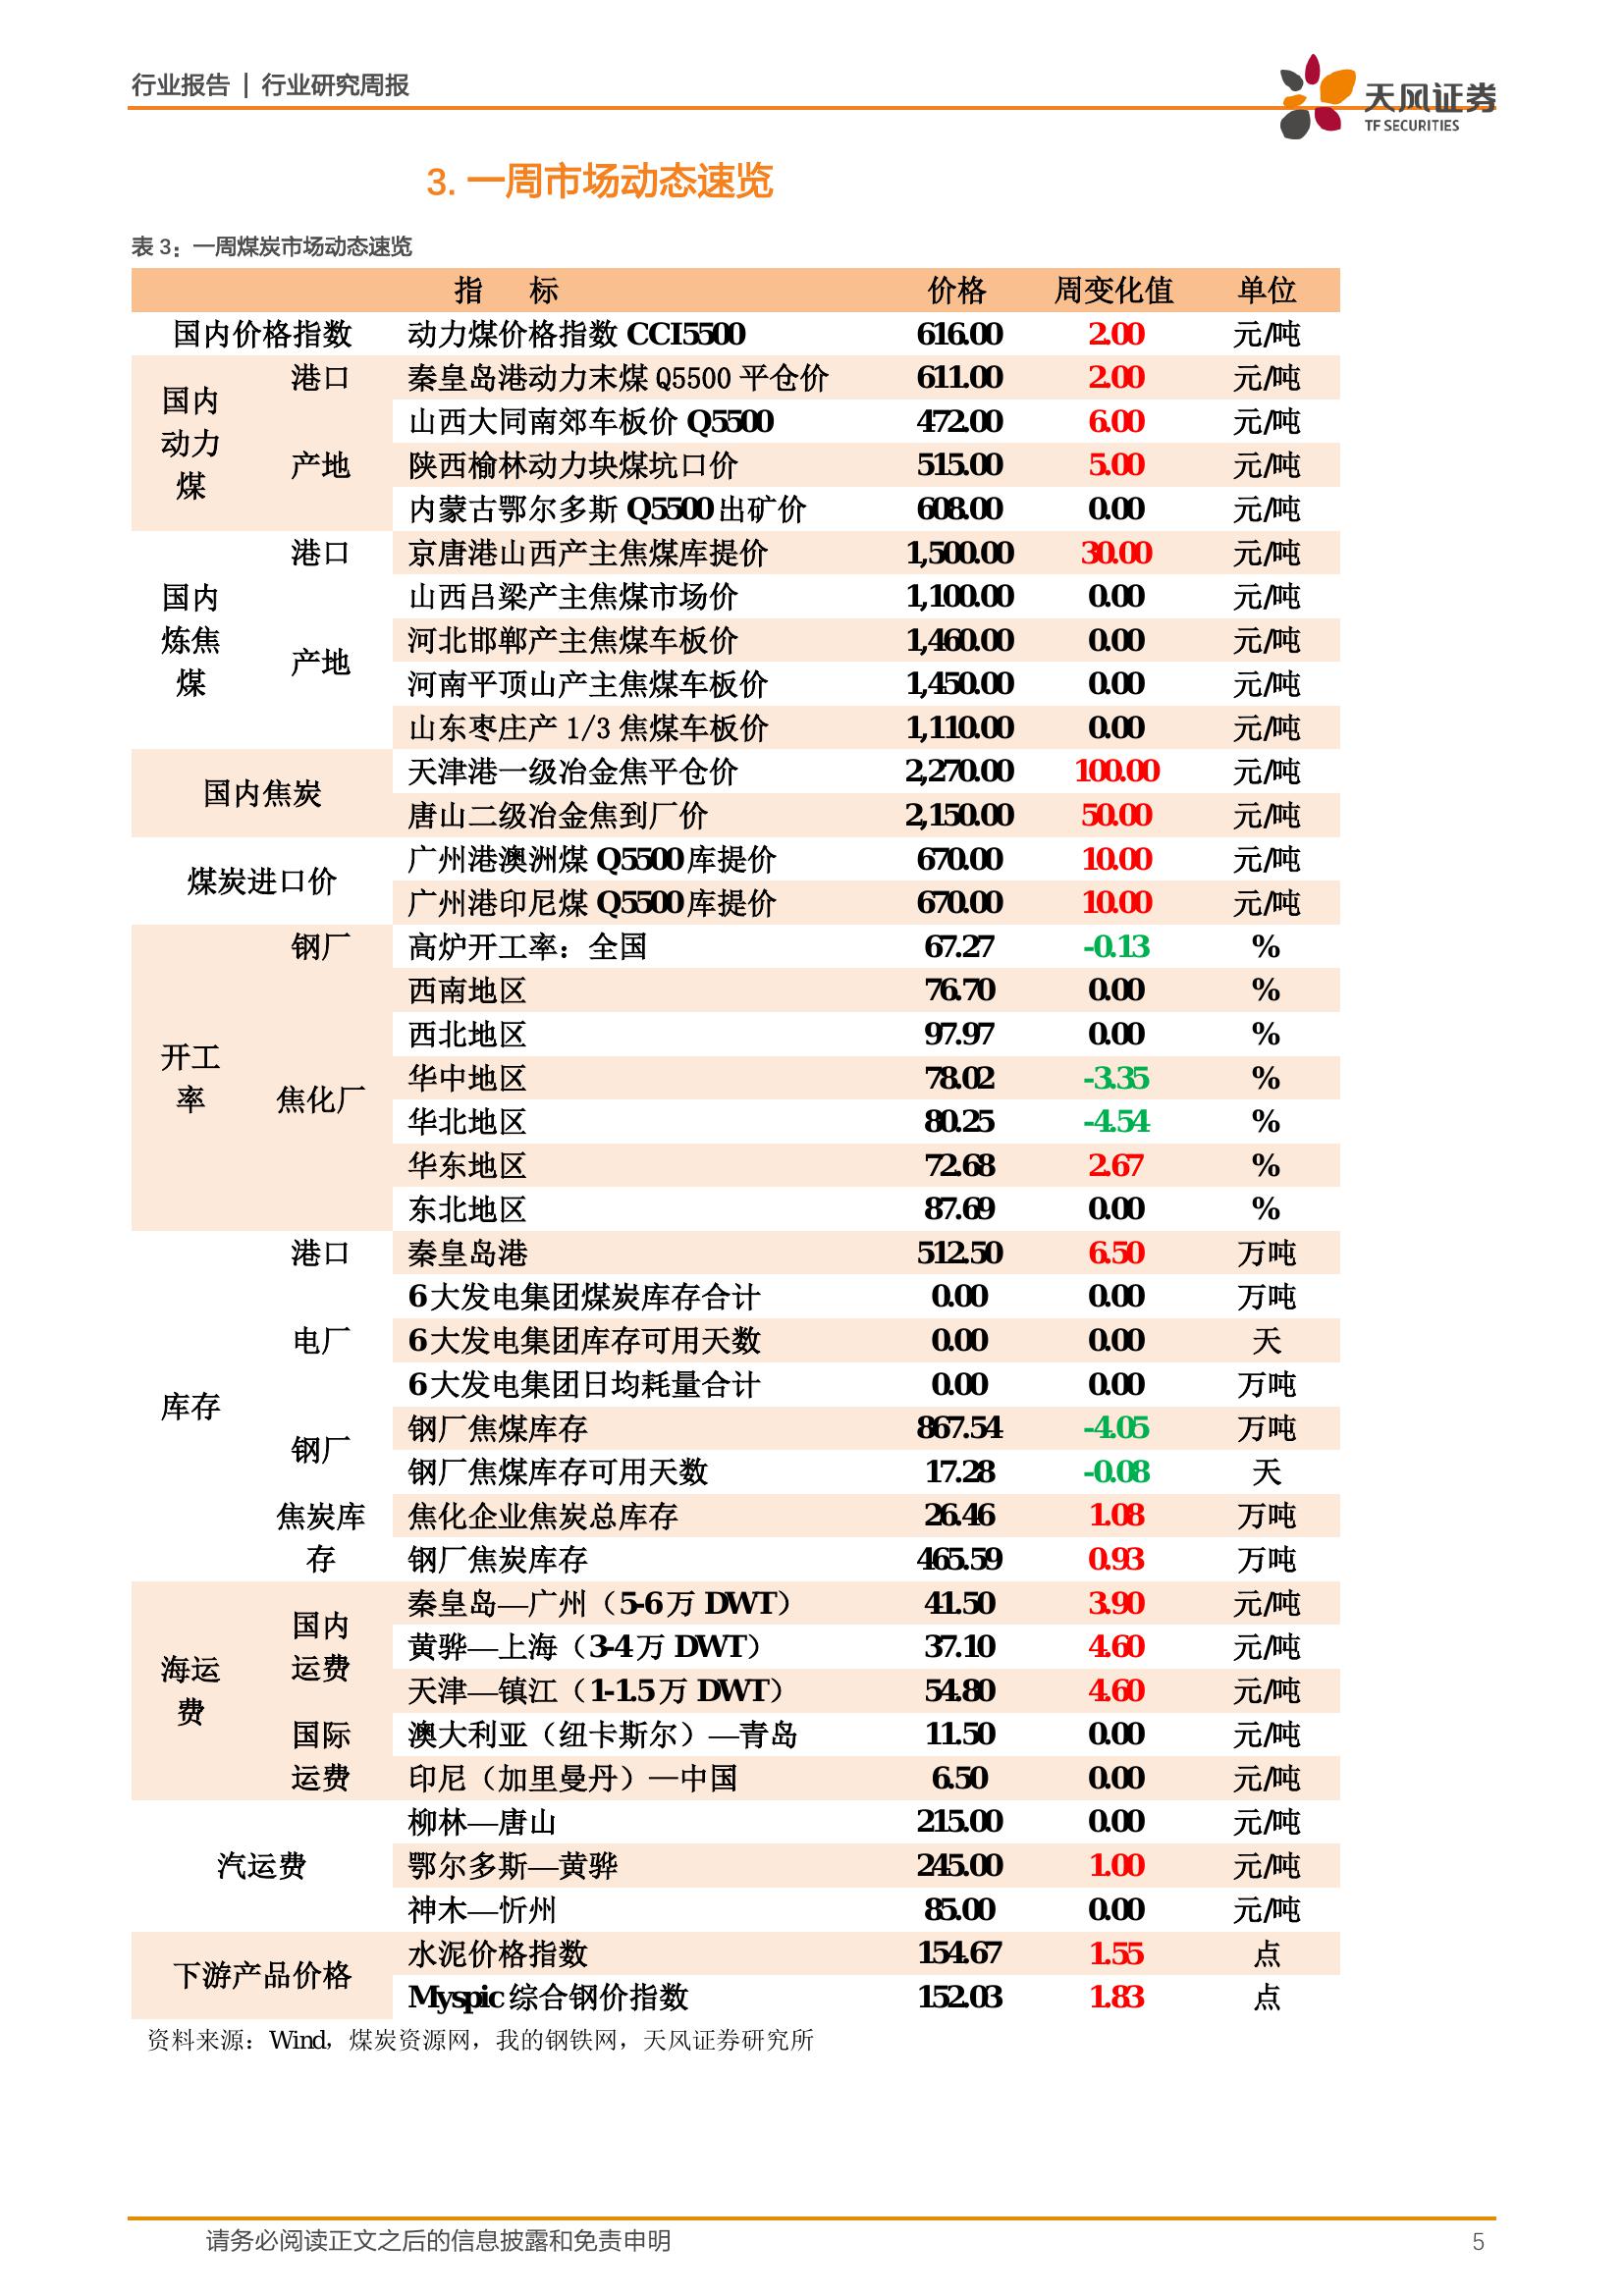 行业报告 | 行业研究周报
天风证券
TF SECURITIES
3. 一周市场动态速览
表 3：一周煤炭市场动态速览
指 标 价格 周变化值 单位
国内价格指数 动力煤价格指数 CCI5500 616.00 2.00 元/吨
国内动力煤 港口 秦皇岛港动力末煤 Q5500 平仓价 611.00 2.00 元/吨
产地 山西大同南郊车板价 Q5500 472.00 6.00 元/吨
陕西榆林动力块煤坑口价 515.00 5.00 元/吨
内蒙古鄂尔多斯 Q5500 出矿价 608.00 0.00 元/吨
国内炼焦煤 港口 京唐港山西产主焦煤库提价 1,500.00 30.00 元/吨
产地 山西吕梁产主焦煤市场价 1,100.00 0.00 元/吨
河北邯郸产主焦煤车板价 1,460.00 0.00 元/吨
河南平顶山产主焦煤车板价 1,450.00 0.00 元/吨
山东枣庄产 1/3 焦煤车板价 1,110.00 0.00 元/吨
国内焦炭 天津港一级冶金焦平仓价 2,270.00 100.00 元/吨
唐山二级冶金焦到厂价 2,150.00 50.00 元/吨
煤炭进口价 广州港澳洲煤 Q5500 库提价 670.00 10.00 元/吨
广州港印尼煤 Q5500 库提价 670.00 10.00 元/吨
开工率 钢厂 高炉开工率：全国 67.27 -0.13 %
焦化厂 西南地区 76.70 0.00 %
西北地区 97.97 0.00 %
华中地区 78.02 -3.35 %
华北地区 80.25 -4.54 %
华东地区 72.68 2.67 %
东北地区 87.69 0.00 %
库存 港口 秦皇岛港 512.50 6.50 万吨
电厂 6 大发电集团煤炭库存合计 0.00 0.00 万吨
6 大发电集团库存可用天数 0.00 0.00 天
6 大发电集团日均耗量合计 0.00 0.00 万吨
钢厂 钢厂焦煤库存 867.54 -4.05 万吨
钢厂焦煤库存可用天数 17.28 -0.08 天
焦炭库存 焦化企业焦炭总库存 26.46 1.08 万吨
钢厂焦炭库存 465.59 0.93 万吨
海运费 国内运费 秦皇岛—广州（5-6 万 DWT） 41.50 3.90 元/吨
黄骅—上海（3-4 万 DWT） 37.10 4.60 元/吨
天津—镇江（1-1.5 万 DWT） 54.80 4.60 元/吨
国际运费 澳大利亚（纽卡斯尔）—青岛 11.50 0.00 元/吨
印尼（加里曼丹）—中国 6.50 0.00 元/吨
汽运费 柳林—唐山 215.00 0.00 元/吨
鄂尔多斯—黄骅 245.00 1.00 元/吨
神木—忻州 85.00 0.00 元/吨
下游产品价格 水泥价格指数 154.67 1.55 点
Myspic 综合钢价指数 152.03 1.83 点
资料来源：Wind，煤炭资源网，我的钢铁网，天风证券研究所
请务必阅读正文之后的信息披露和免责申明 5